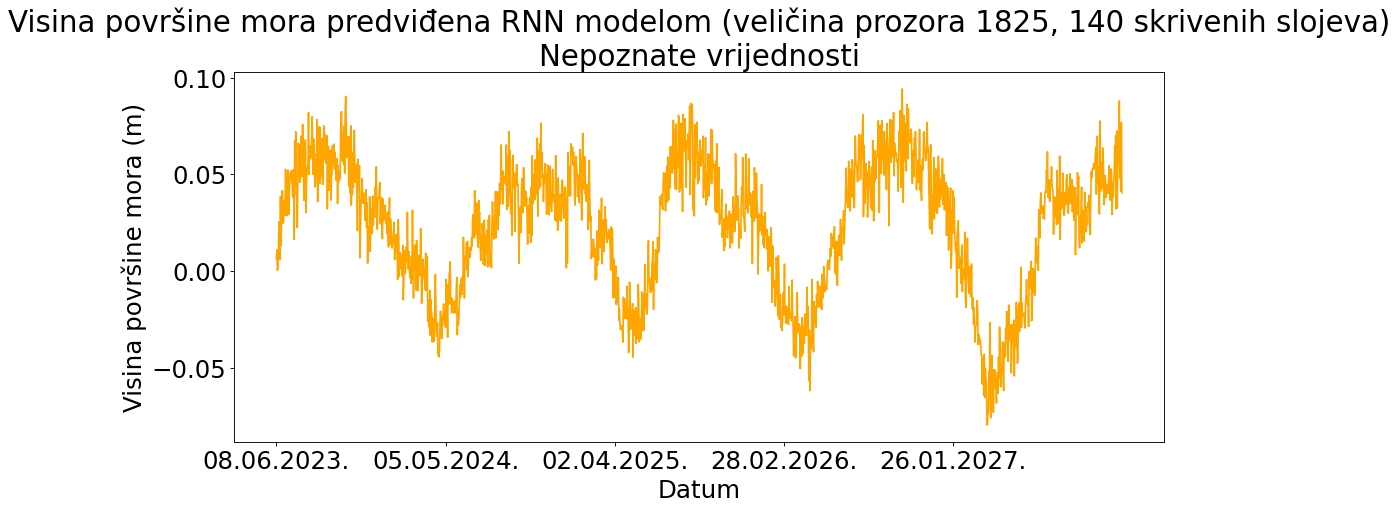 Visina površine mora predviđena RNN modelom (veličina prozora 1825, 140 skrivenih slojeva)
Nepoznate vrijednosti
Visina površine mora (m)
0.10
0.05
0.00
−0.05
08.06.2023. 05.05.2024. 02.04.2025. 28.02.2026. 26.01.2027.
Datum